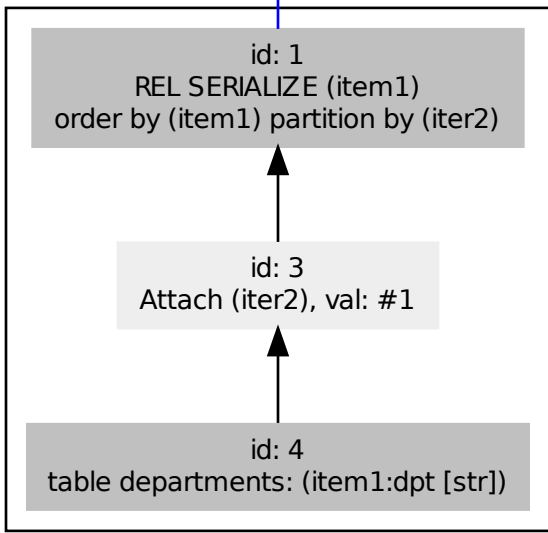 id: 1
REL SERIALIZE (item1)
order by (item1) partition by (iter2)
id: 3
Attach (iter2), val: #1
id: 4
table departments: (item1:dpt [str])